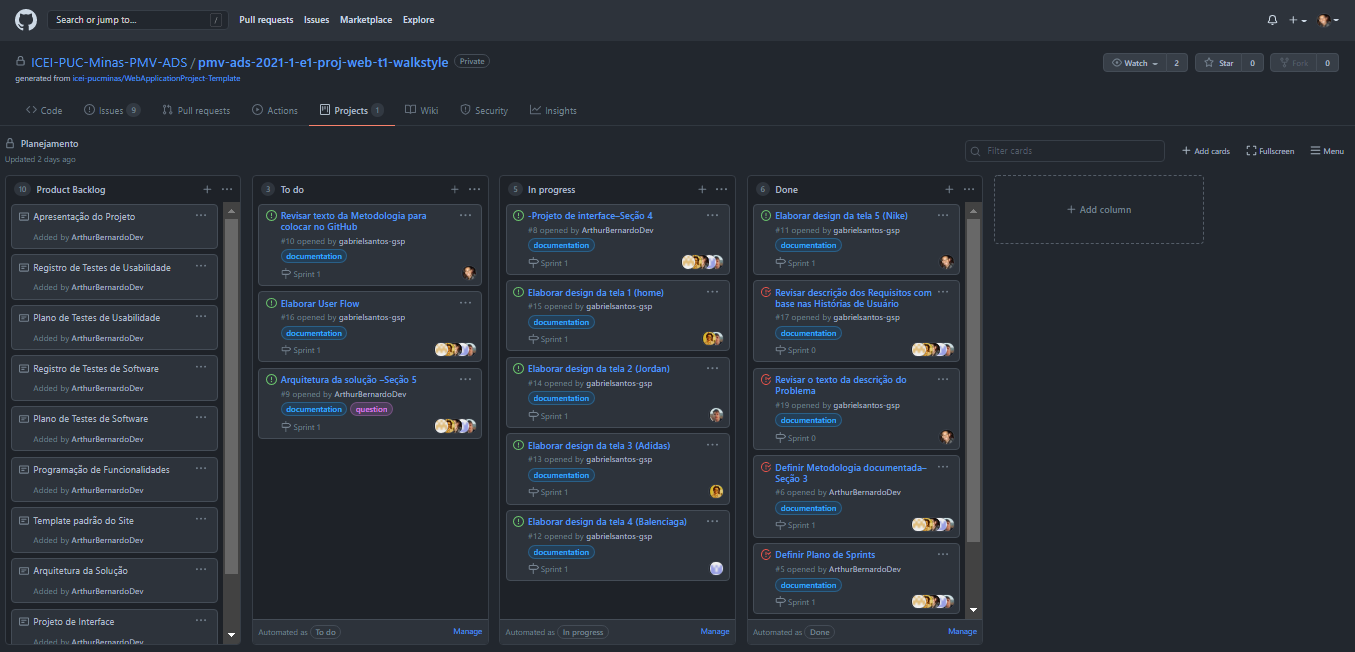 Search or jump to... /
Pull requests
Issues
Marketplace
Explore
ICEI-PUC-Minas-PMV-ADS / pmv-ads-2021-1-e1-proj-web-t1-walkstyle Private
generated from icei-pucminas/WebApplicationProject-Template
Watch 2
Star 0
Fork 0
Code
Issues 9
Pull requests
Actions
Projects 1
Wiki
Security
Insights
Planejamento
Updated 2 days ago
Filter cards
Add cards
Fullscreen
Menu
10 Product Backlog
Apresentação do Projeto
Added by ArthurBernardoDev
Registro de Testes de Usabilidade
Added by ArthurBernardoDev
Plano de Testes de Usabilidade
Added by ArthurBernardoDev
Registro de Testes de Software
Added by ArthurBernardoDev
Plano de Testes de Software
Added by ArthurBernardoDev
Programação de Funcionalidades
Added by ArthurBernardoDev
Template padrão do Site
Added by ArthurBernardoDev
Arquitetura da Solução
Added by ArthurBernardoDev
Projeto de Interface
Added by ArthurBernardoDev
3 To do
Revisar texto da Metodologia para
colocar no GitHub
#10 opened by gabrielsantos-gsp
documentation
Sprint 1
Elaborar User Flow
#16 opened by gabrielsantos-gsp
documentation
Sprint 1
Arquitetura da solução –Seção 5
#9 opened by ArthurBernardoDev
documentation question
Sprint 1
Automated as To do Manage
5 In progress
-Projeto de interface–Seção 4
#8 opened by ArthurBernardoDev
documentation
Sprint 1
Elaborar design da tela 1 (home)
#15 opened by gabrielsantos-gsp
documentation
Sprint 1
Elaborar design da tela 2 (Jordan)
#14 opened by gabrielsantos-gsp
documentation
Sprint 1
Elaborar design da tela 3 (Adidas)
#13 opened by gabrielsantos-gsp
documentation
Sprint 1
Elaborar design da tela 4 (Balenciaga)
#12 opened by gabrielsantos-gsp
documentation
Sprint 1
Automated as In progress Manage
6 Done
Elaborar design da tela 5 (Nike)
#11 opened by gabrielsantos-gsp
documentation
Sprint 1
Revisar descrição dos Requisitos com
base nas Histórias de Usuário
#17 opened by gabrielsantos-gsp
documentation
Sprint 0
Revisar o texto da descrição do
Problema
#19 opened by gabrielsantos-gsp
documentation
Sprint 0
Definir Metodologia documentada–
Seção 3
#6 opened by ArthurBernardoDev
documentation
Sprint 1
Definir Plano de Sprints
#5 opened by ArthurBernardoDev
documentation
Sprint 1
Automated as Done Manage
Add column